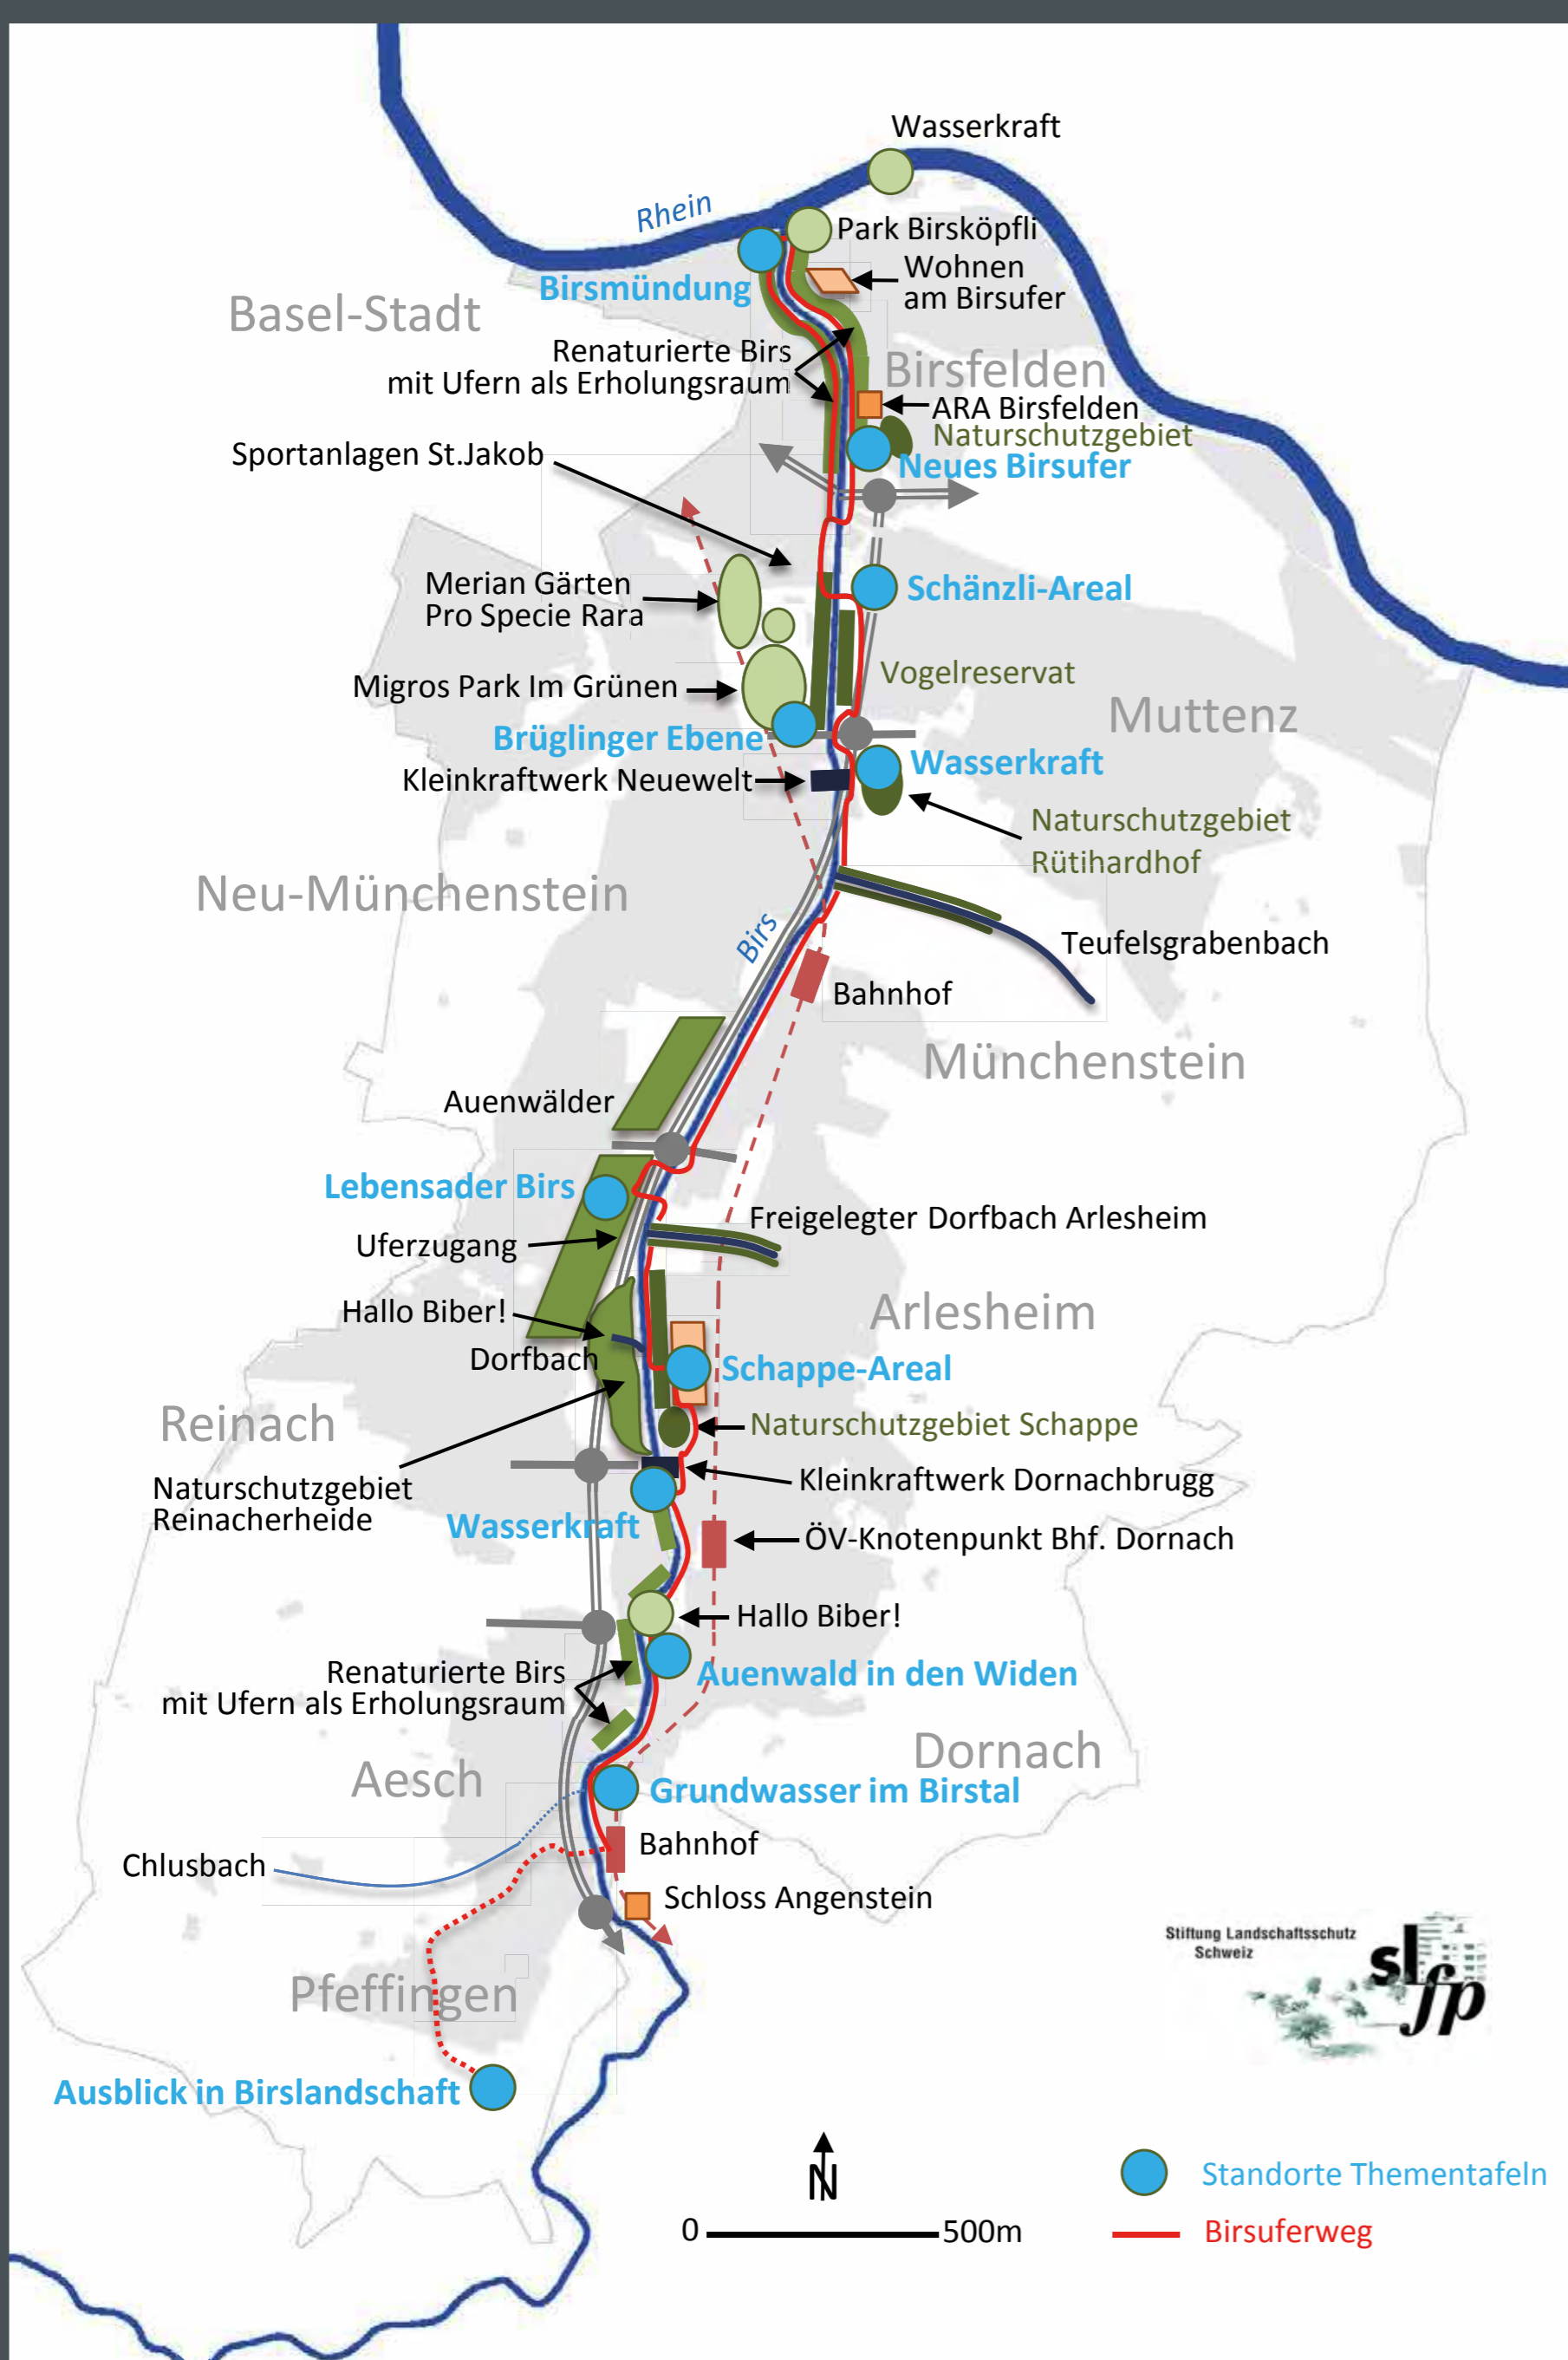 Wasserkraft
Rhein
Park Birsköpfli
Wohnen
am Birsufer
Birsmündung
Basel-Stadt
Renaturierte Birs
mit Ufern als Erholungsraum
Birsfelden
ARA Birsfelden
Naturschutzgebiet
Neues Birsufer
Sportanlagen St.Jakob
Merian Gärten
Pro Specie Rara
Schänzli-Areal
Migros Park Im Grünen
Vogelreservat
Muttenz
Brüglinger Ebene
Wasserkraft
Kleinkraftwerk Neuewelt
Naturschutzgebiet
Rütihardhof
Neu-Münchenstein
Birs
Teufelsgrabenbach
Bahnhof
Münchenstein
Auenwälder
Lebensader Birs
Freigelegter Dorfbach Arlesheim
Uferzugang
Hallo Biber!
Arlesheim
Dorfbach
Schappe-Areal
Reinach
Naturschutzgebiet Schappe
Naturschutzgebiet
Reinacherheide
Kleinkraftwerk Dornachbrugg
Wasserkraft
ÖV-Knotenpunkt Bhf. Dornach
Hallo Biber!
Renaturierte Birs
mit Ufern als Erholungsraum
Auenwald in den Widen
Dornach
Aesch
Grundwasser im Birstal
Bahnhof
Chlusbach
Schloss Angenstein
Stiftung Landschaftsschutz
Schweiz
sl
fp
Pfeffingen
Ausblick in Birslandschaft
N
0 500m
Standorte Thementafeln
Birsuferweg